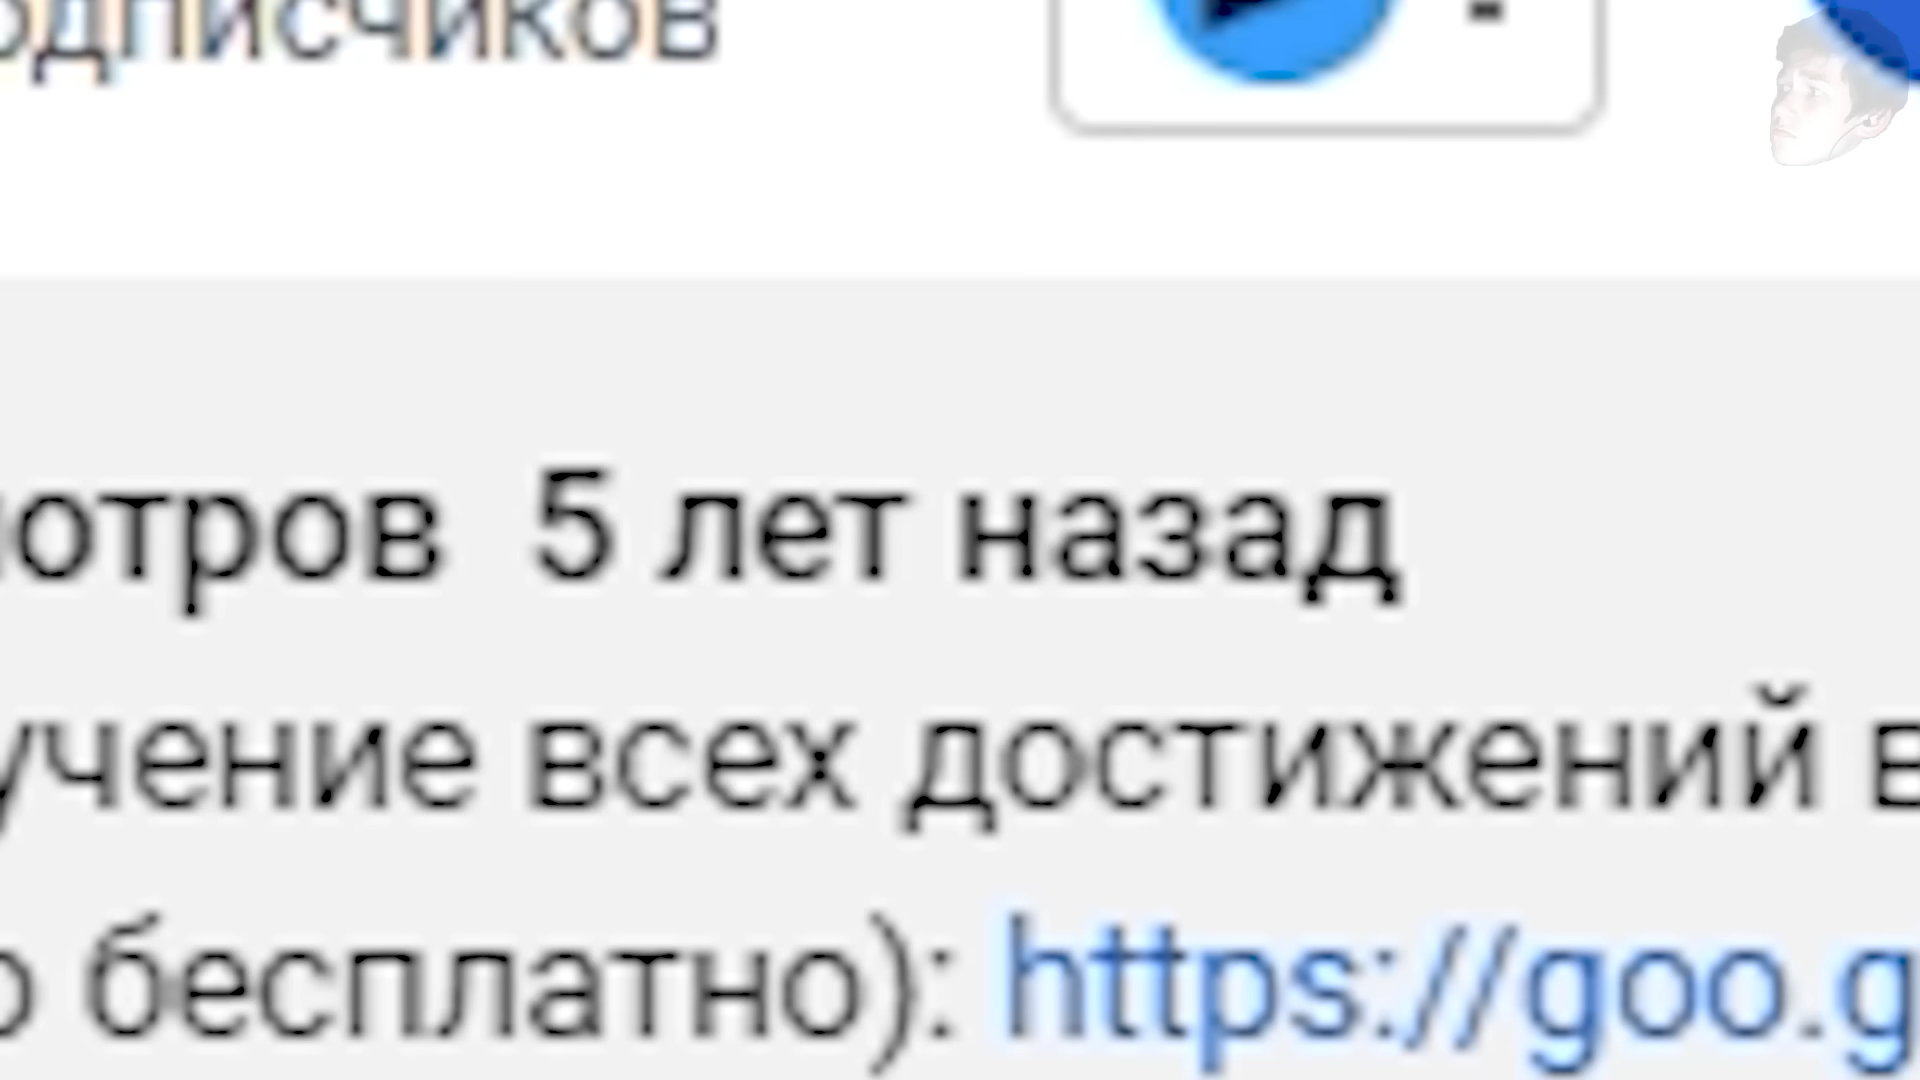 одписчиков
отров 5 лет назад
учение всех достижений в
о бесплатно): https://goo.g